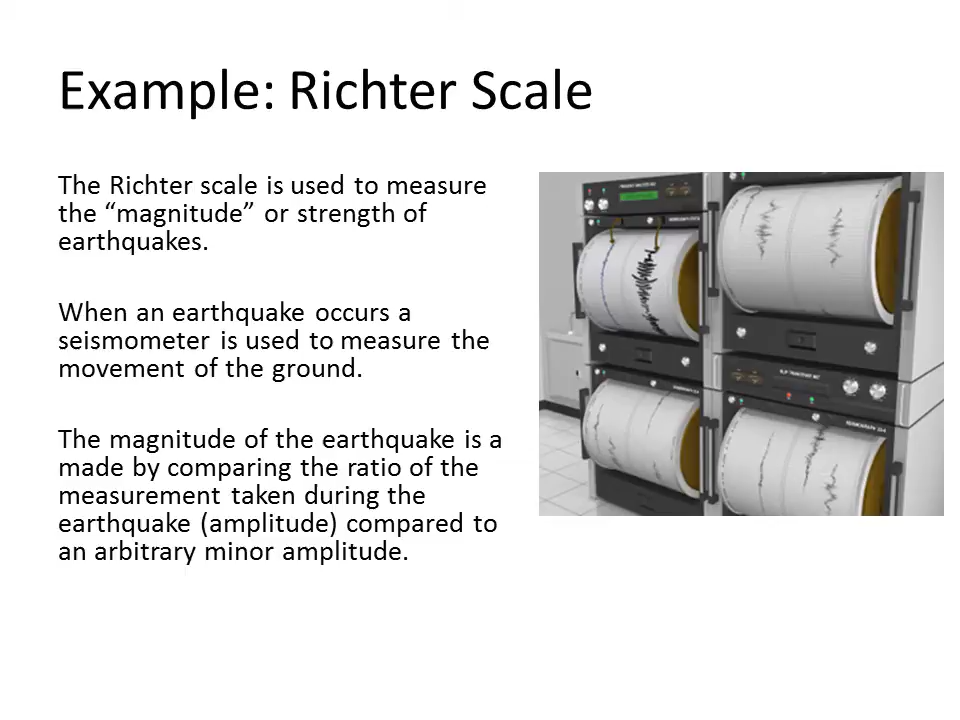 Example: Richter Scale
The Richter scale is used to measure
the “magnitude” or strength of
earthquakes.
When an earthquake occurs a
seismometer is used to measure the
movement of the ground.
The magnitude of the earthquake is a
made by comparing the ratio of the
measurement taken during the
earthquake (amplitude) compared to
an arbitrary minor amplitude.